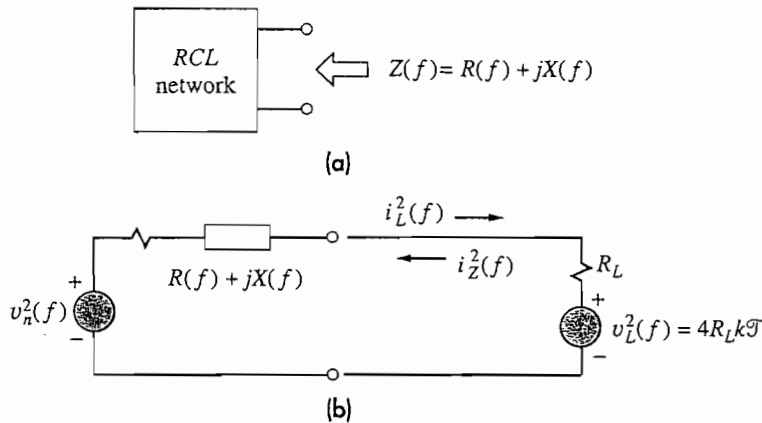 RCL
network
Z(f)= R(f) + jX(f)
(a)
i_L^2(f)
i_Z^2(f)
R_L
R(f) + jX(f)
+
+
v_n^2(f)
v_L^2(f) = 4R_L k𝒯
−
−
(b)